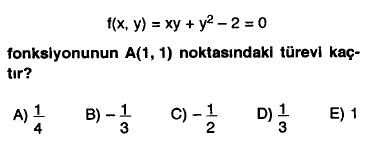 f(x, y) = xy + y² – 2 = 0
fonksiyonunun A(1, 1) noktasındaki türevi kaç-
tır?
A) 1/4 B) – 1/3 C) – 1/2 D) 1/3 E) 1